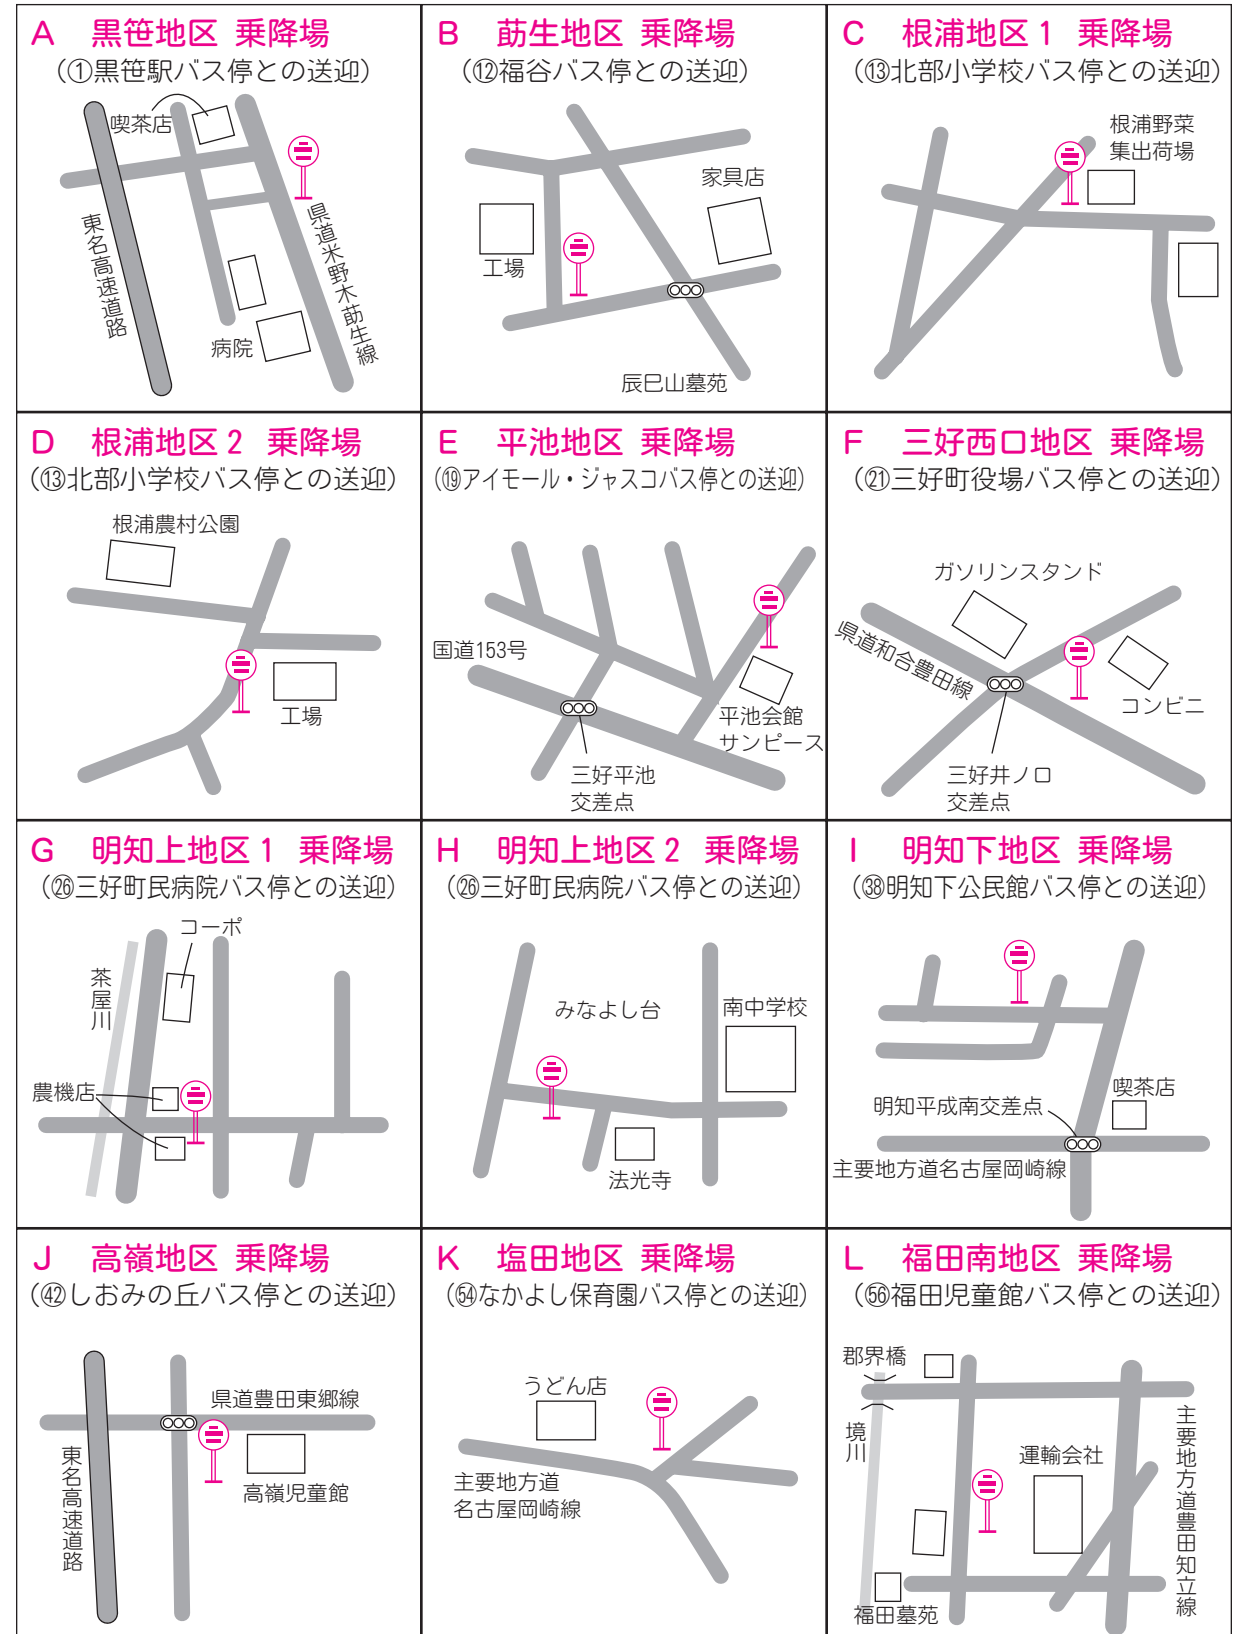 A 黒笹地区 乗降場
(①黒笹駅バス停との送迎)
喫茶店
東名高速道路
県道米野木莇生線
病院
B 莇生地区 乗降場
(⑫福谷バス停との送迎)
家具店
工場
辰巳山墓苑
C 根浦地区1 乗降場
(⑬北部小学校バス停との送迎)
根浦野菜
集出荷場
D 根浦地区2 乗降場
(⑬北部小学校バス停との送迎)
根浦農村公園
工場
E 平池地区 乗降場
(⑲アイモール・ジャスコバス停との送迎)
国道153号
平池会館
サンピース
三好平池
交差点
F 三好西口地区 乗降場
(㉑三好町役場バス停との送迎)
ガソリンスタンド
県道和合豊田線
コンビニ
三好井ノ口
交差点
G 明知上地区1 乗降場
(㉖三好町民病院バス停との送迎)
コーポ
茶屋川
農機店
H 明知上地区2 乗降場
(㉖三好町民病院バス停との送迎)
みなよし台
南中学校
法光寺
I 明知下地区 乗降場
(㊳明知下公民館バス停との送迎)
喫茶店
明知平成南交差点
主要地方道名古屋岡崎線
J 高嶺地区 乗降場
(㊷しおみの丘バス停との送迎)
県道豊田東郷線
東名高速道路
高嶺児童館
K 塩田地区 乗降場
(54なかよし保育園バス停との送迎)
うどん店
主要地方道
名古屋岡崎線
L 福田南地区 乗降場
(56福田児童館バス停との送迎)
郡界橋
境川
運輸会社
主要地方道豊田知立線
福田墓苑